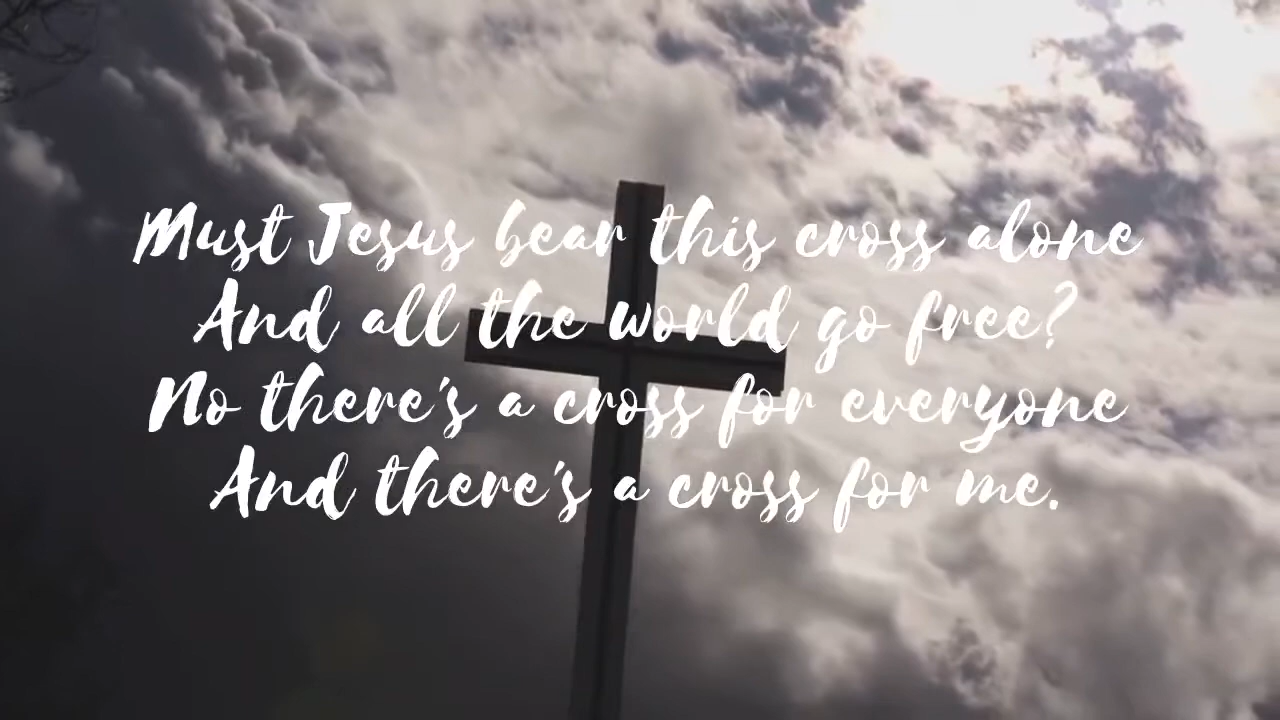 Must Jesus bear this cross alone
And all the world go free?
No there's a cross for everyone
And there's a cross for me.